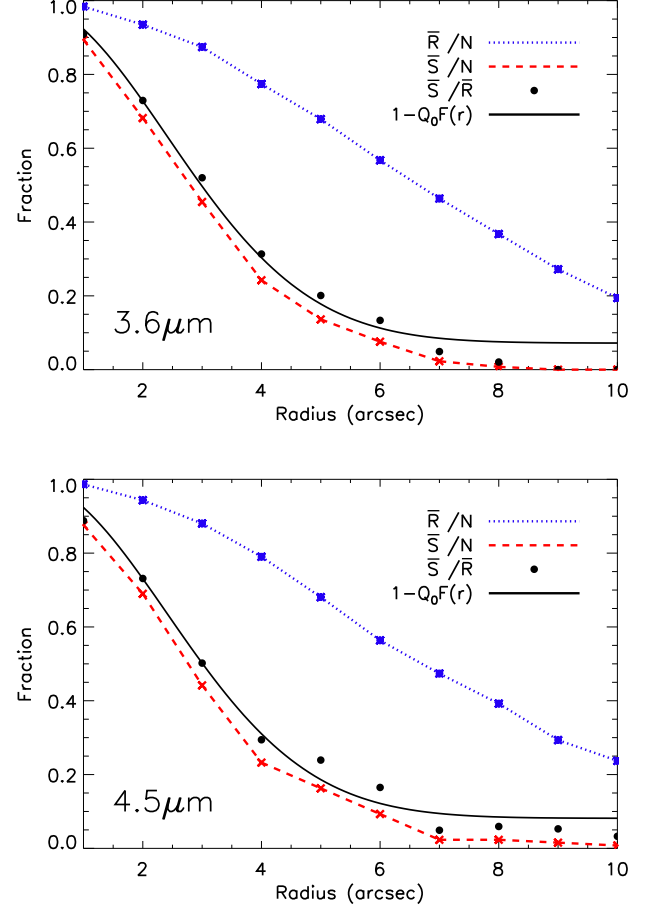 1.0
0.8
0.6
0.4
0.2
0.0
Fraction
R̅ /N
S̅ /N
S̅ /R̅
1−Q₀F(r)
3.6μm
2 4 6 8 10
Radius (arcsec)
1.0
0.8
0.6
0.4
0.2
0.0
Fraction
R̅ /N
S̅ /N
S̅ /R̅
1−Q₀F(r)
4.5μm
2 4 6 8 10
Radius (arcsec)